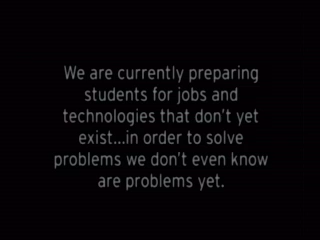 We are currently preparing
students for jobs and
technologies that don't yet
exist...in order to solve
problems we don't even know
are problems yet.